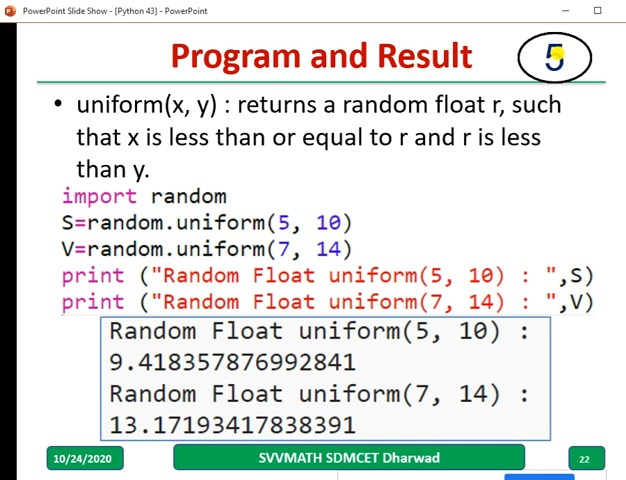 PowerPoint Slide Show - [Python 43] - PowerPoint
Program and Result
5
• uniform(x, y) : returns a random float r, such
that x is less than or equal to r and r is less
than y.
import random
S=random.uniform(5, 10)
V=random.uniform(7, 14)
print ("Random Float uniform(5, 10) : ",S)
print ("Random Float uniform(7, 14) : ",V)
Random Float uniform(5, 10) :
9.418357876992841
Random Float uniform(7, 14) :
13.17193417838391
10/24/2020
SVVMATH SDMCET Dharwad
22